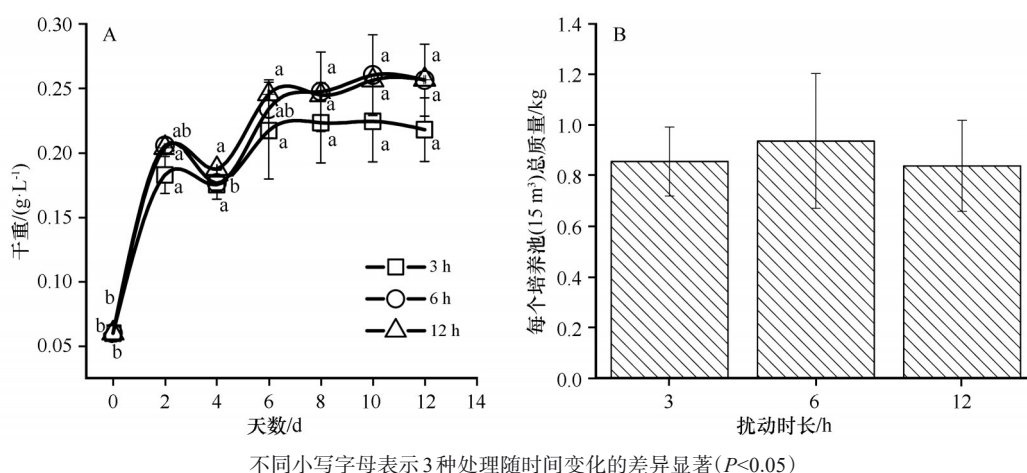 A
干重/(g·L⁻¹)
0.30
0.25
0.20
0.15
0.10
0.05
b
b
b
ab
a
a
a
b
a
a
ab
a
a
a
a
a
a
a
a
a
a
3 h
6 h
12 h
0 2 4 6 8 10 12 14
天数/d
B
每个培养池(15 m³)总质量/kg
1.4
1.2
1.0
0.8
0.6
0.4
0.2
0.0
3 6 12
扰动时长/h
不同小写字母表示3种处理随时间变化的差异显著(P<0.05)